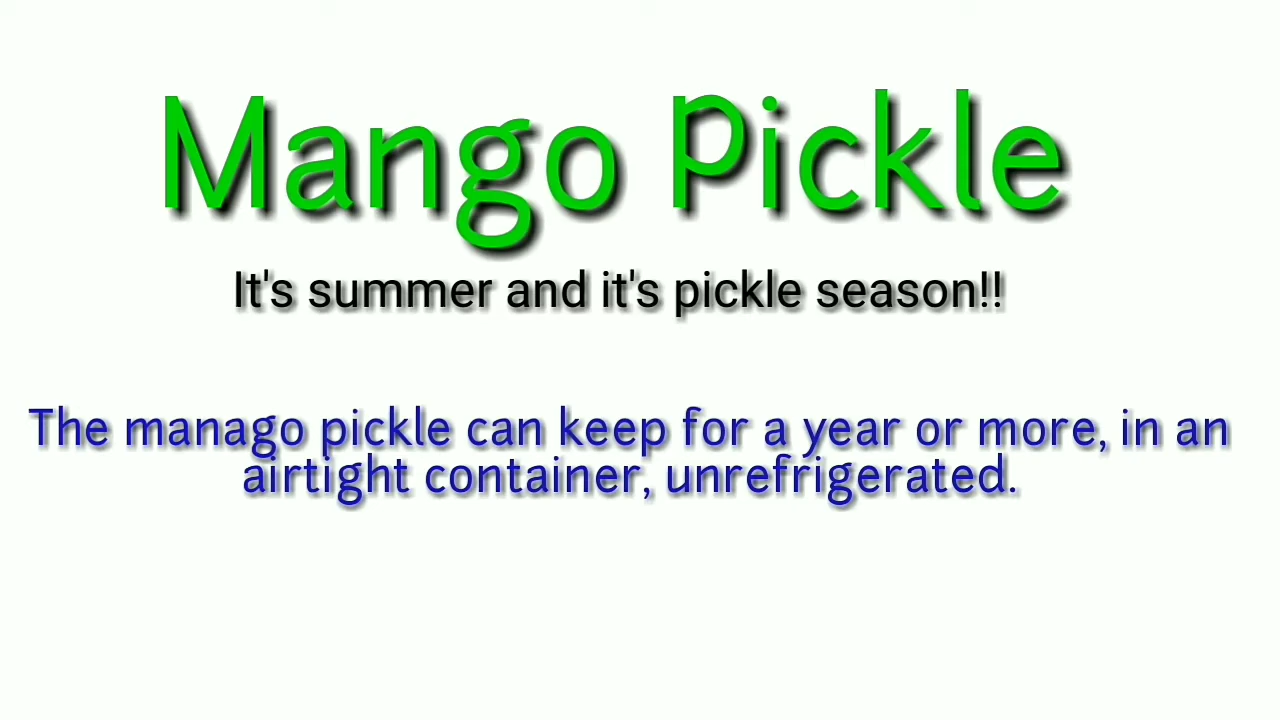 Mango Pickle
It's summer and it's pickle season!!
The manago pickle can keep for a year or more, in an
airtight container, unrefrigerated.